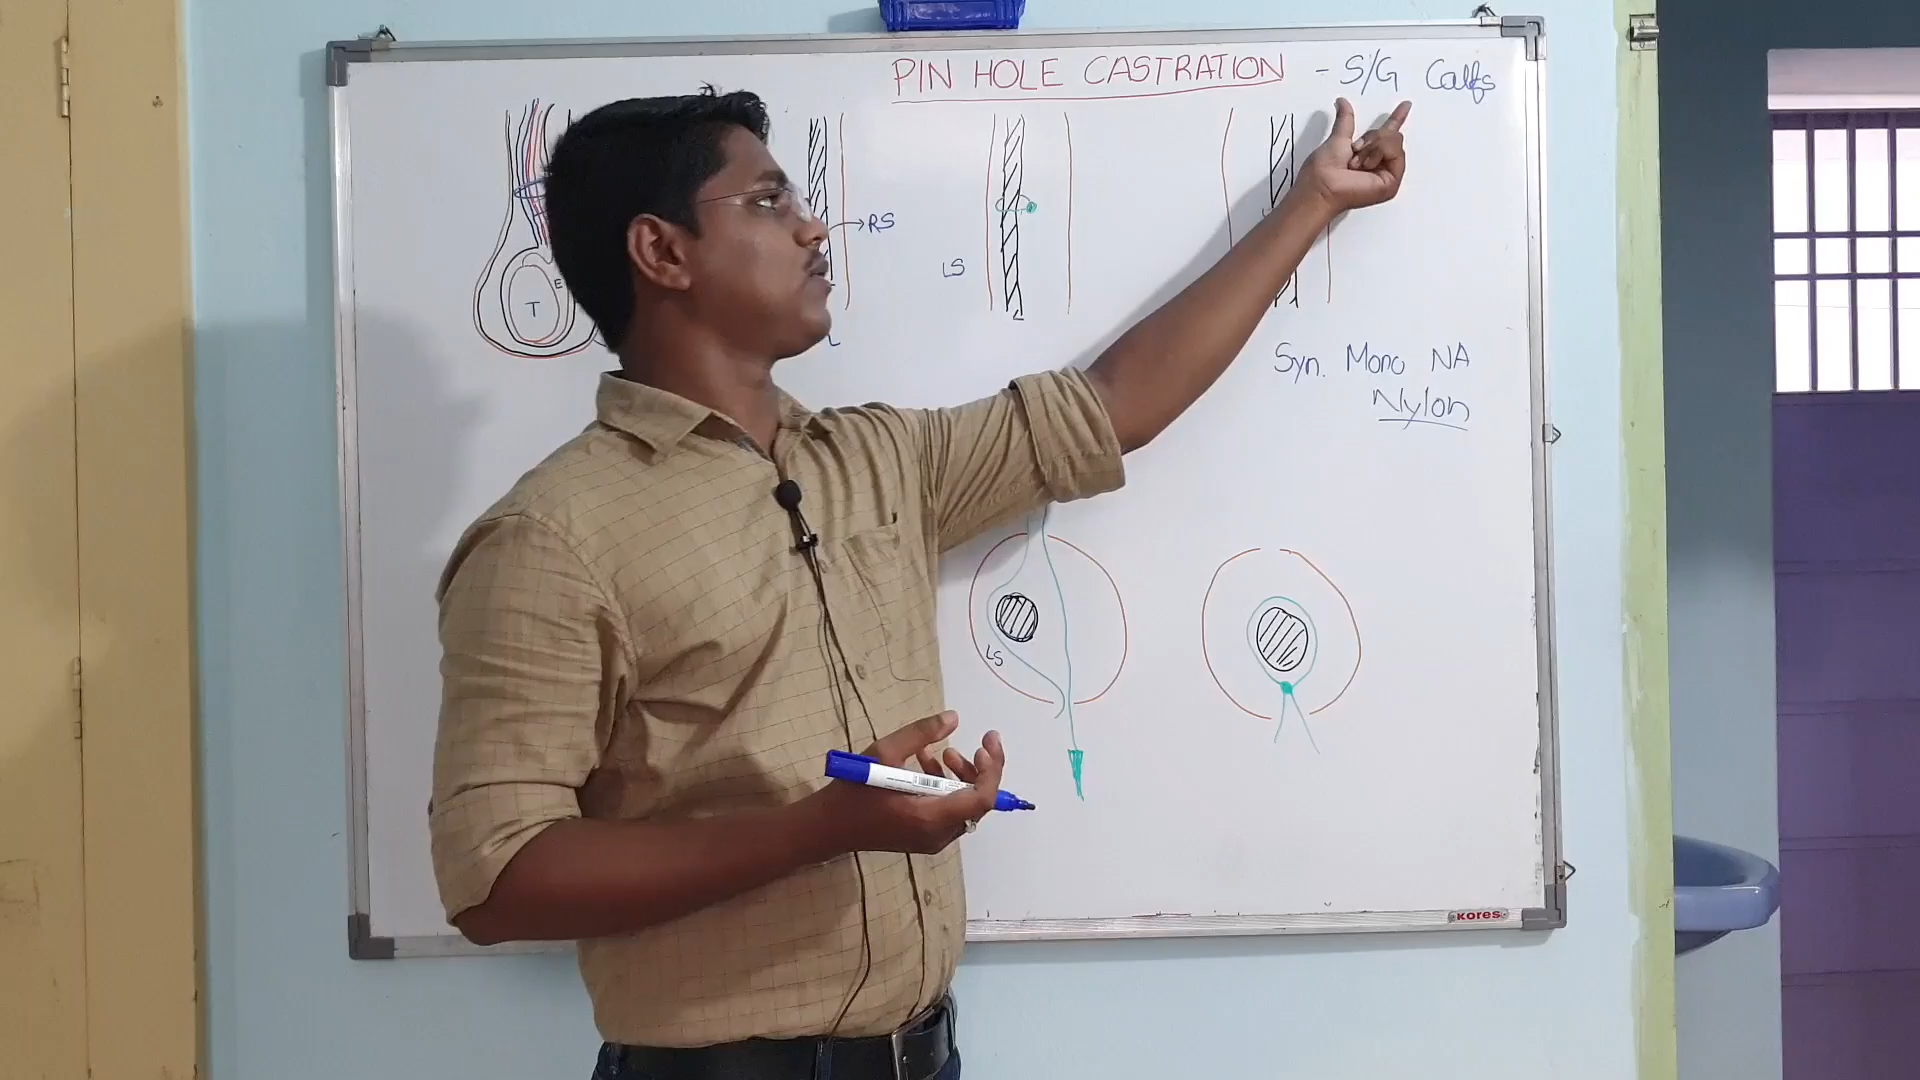 PIN HOLE CASTRATION - S/G Calfs
RS
LS
E
T
L
L
Syn. Mono NA
Nylon
LS
KORES